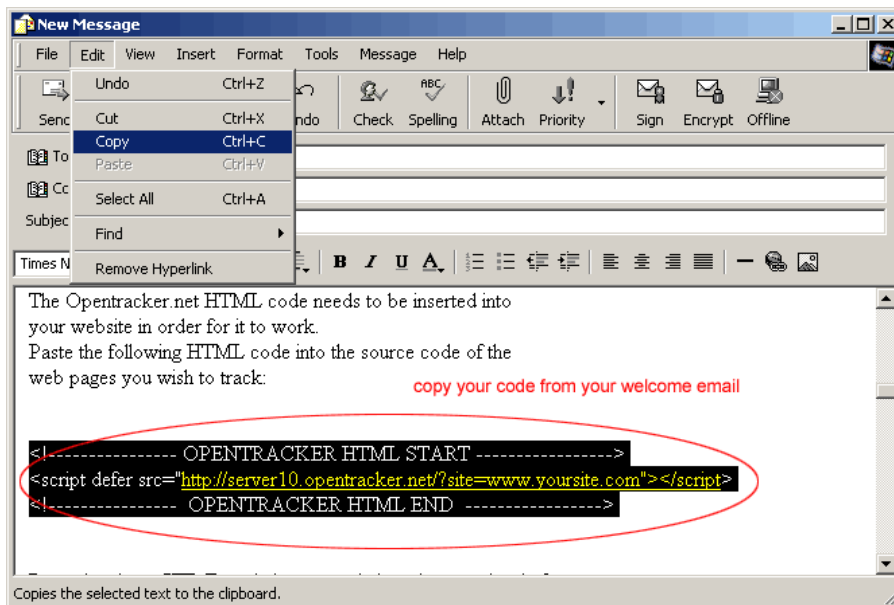 New Message
File Edit View Insert Format Tools Message Help
Undo Ctrl+Z
Cut Ctrl+X
Copy Ctrl+C
Paste Ctrl+V
Select All Ctrl+A
Find
Remove Hyperlink
Check Spelling Attach Priority Sign Encrypt Offline
To
Subjec
Times N
B I U A
The Opentracker.net HTML code needs to be inserted into
your website in order for it to work.
Paste the following HTML code into the source code of the
web pages you wish to track:
copy your code from your welcome email
<!----------------- OPENTRACKER HTML START ----------------->
<script defer src="http://server10.opentracker.net/?site=www.yoursite.com"></script>
<!----------------- OPENTRACKER HTML END ----------------->
Copies the selected text to the clipboard.